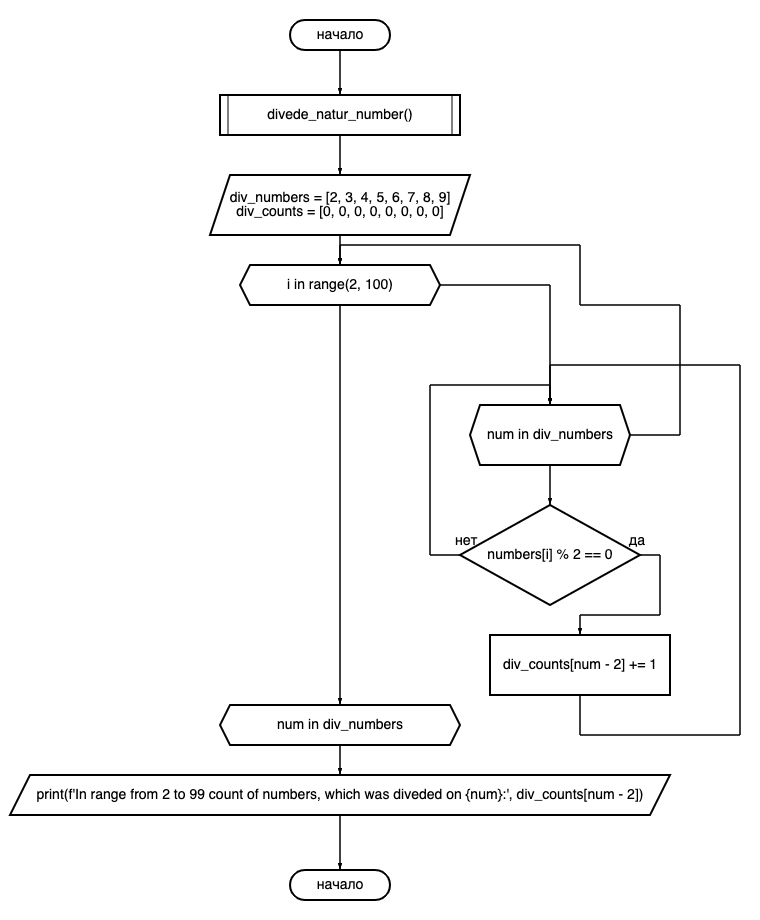 начало
divede_natur_number()
div_numbers = [2, 3, 4, 5, 6, 7, 8, 9]
div_counts = [0, 0, 0, 0, 0, 0, 0, 0]
i in range(2, 100)
num in div_numbers
нет
да
numbers[i] % 2 == 0
div_counts[num - 2] += 1
num in div_numbers
print(f'In range from 2 to 99 count of numbers, which was diveded on {num}:', div_counts[num - 2])
начало